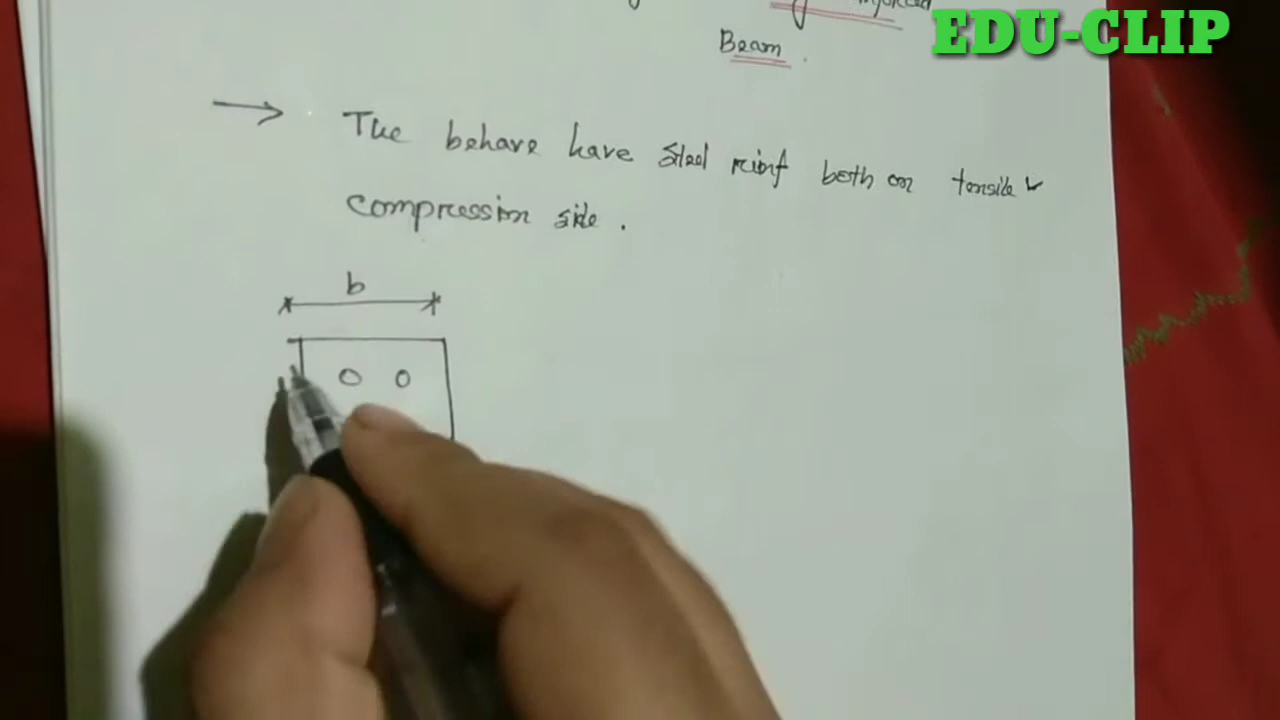 EDU-CLIP
Beam.
→ The behave have steel reinf both on tensile
compression side.
b